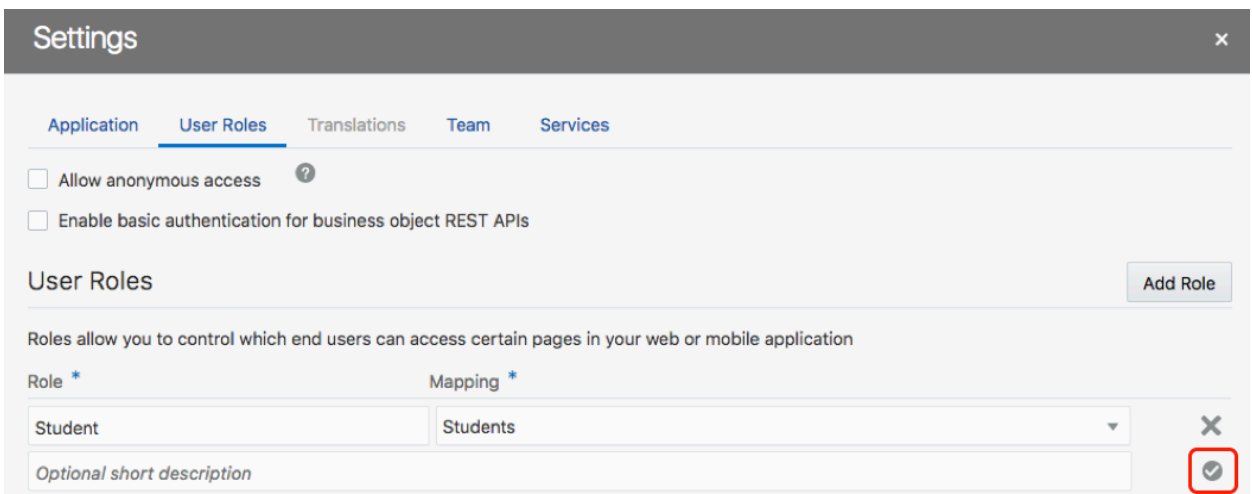 Settings
Application User Roles Translations Team Services
Allow anonymous access ?
Enable basic authentication for business object REST APIs
User Roles
Add Role
Roles allow you to control which end users can access certain pages in your web or mobile application
Role * Mapping *
Student Students
Optional short description